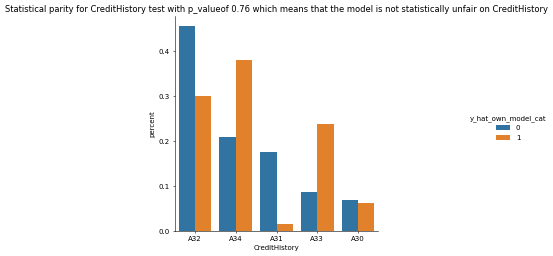 Statistical parity for CreditHistory test with p_valueof 0.76 which means that the model is not statistically unfair on CreditHistory
0.4
0.3
0.2
0.1
0.0
percent
A32 A34 A31 A33 A30
CreditHistory
y_hat_own_model_cat
0
1